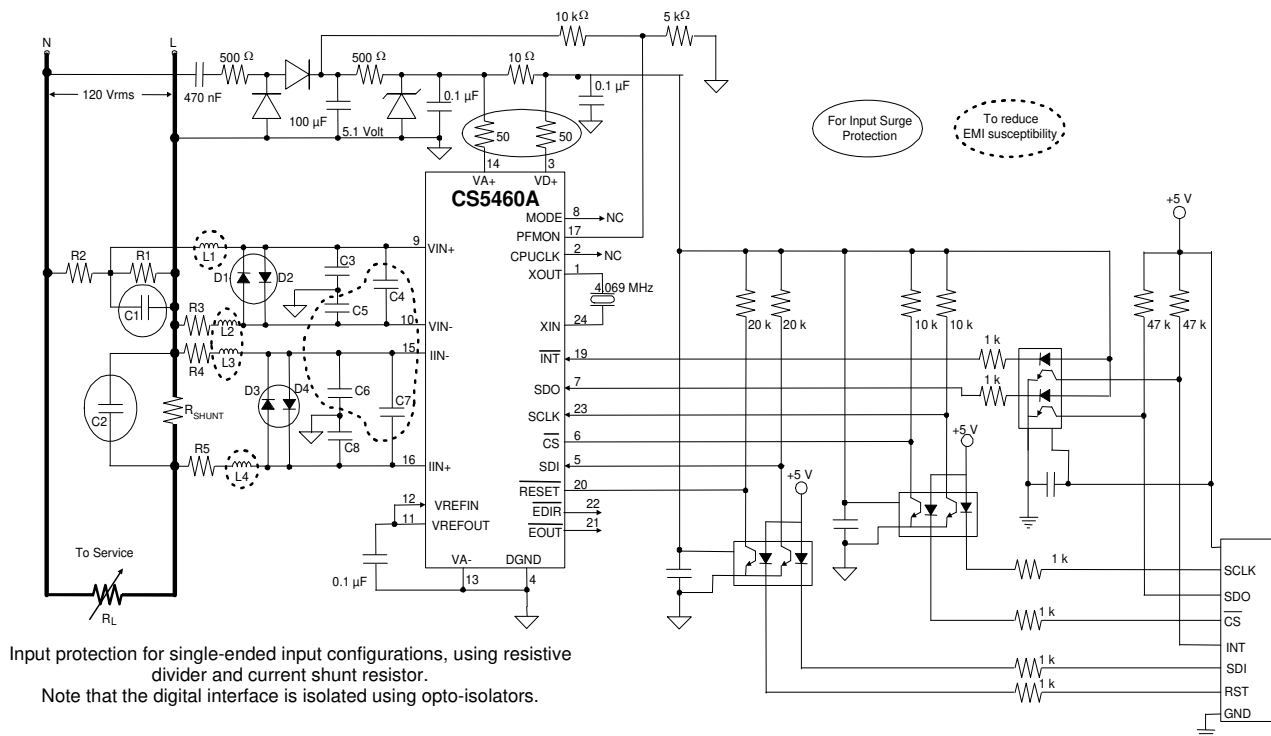 10 kΩ
5 kΩ
N
L
500 Ω
500 Ω
10 Ω
120 Vrms
470 nF
100 µF
0.1 µF
0.1 µF
5.1 Volt
50
50
For Input Surge
Protection
To reduce
EMI susceptibility
14
3
VA+
VD+
CS5460A
+5 V
MODE
8
NC
PFMON
17
CPUCLK
2
NC
XOUT
1
4.069 MHz
XIN
24
9
VIN+
10
VIN-
15
IIN-
16
IIN+
R2
R1
L1
D1
D2
C3
C4
C1
C5
R3
L2
R4
L3
D3
D4
C6
C7
C2
RSHUNT
C8
R5
L4
20 k
20 k
10 k
10 k
47 k
47 k
INT
19
1 k
SDO
7
1 k
SCLK
23
CS
6
+5 V
SDI
5
RESET
20
+5 V
EDIR
22
EOUT
21
12
VREFIN
11
VREFOUT
0.1 µF
VA-
DGND
13
4
To Service
RL
1 k
SCLK
SDO
1 k
CS
INT
1 k
SDI
1 k
RST
GND
Input protection for single-ended input configurations, using resistive
divider and current shunt resistor.
Note that the digital interface is isolated using opto-isolators.